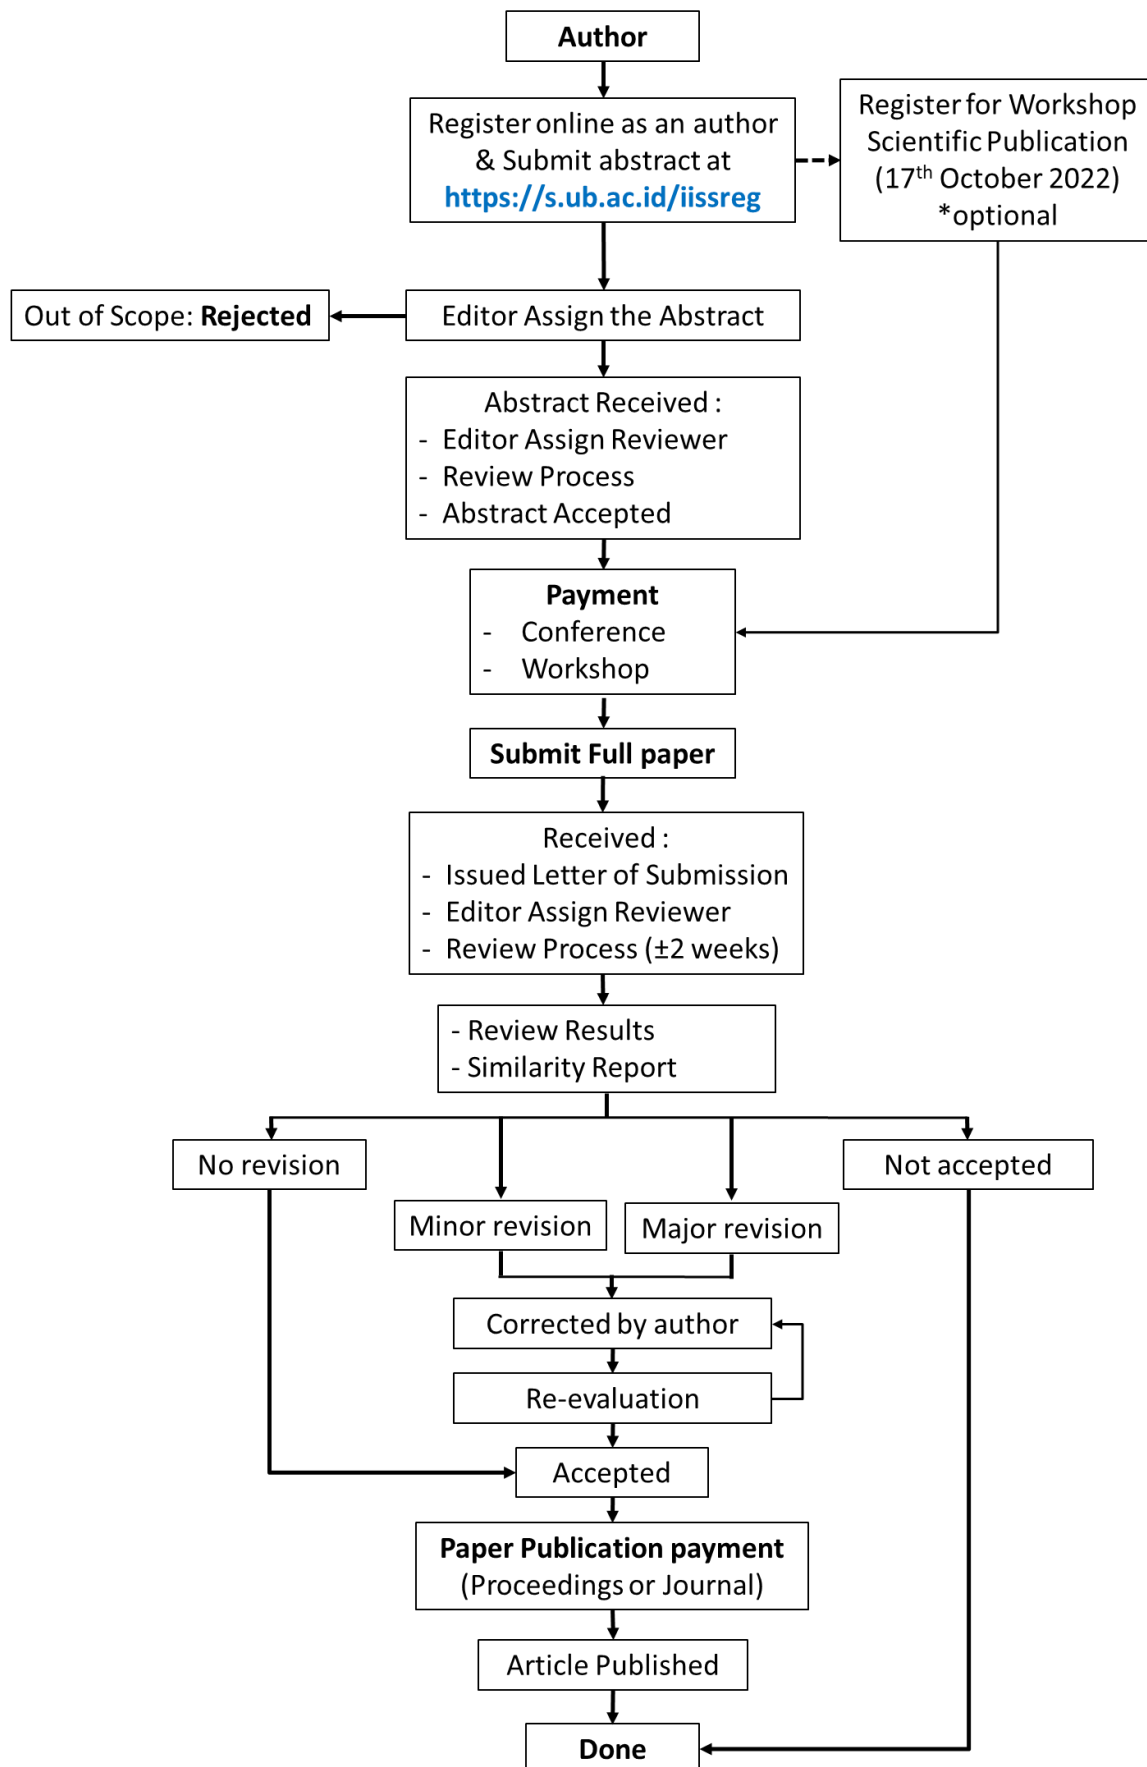 Author
Register online as an author
& Submit abstract at
https://s.ub.ac.id/iissreg
Register for Workshop
Scientific Publication
(17th October 2022)
*optional
Out of Scope: Rejected
Editor Assign the Abstract
Abstract Received :
- Editor Assign Reviewer
- Review Process
- Abstract Accepted
Payment
- Conference
- Workshop
Submit Full paper
Received :
- Issued Letter of Submission
- Editor Assign Reviewer
- Review Process (±2 weeks)
- Review Results
- Similarity Report
No revision
Not accepted
Minor revision
Major revision
Corrected by author
Re-evaluation
Accepted
Paper Publication payment
(Proceedings or Journal)
Article Published
Done